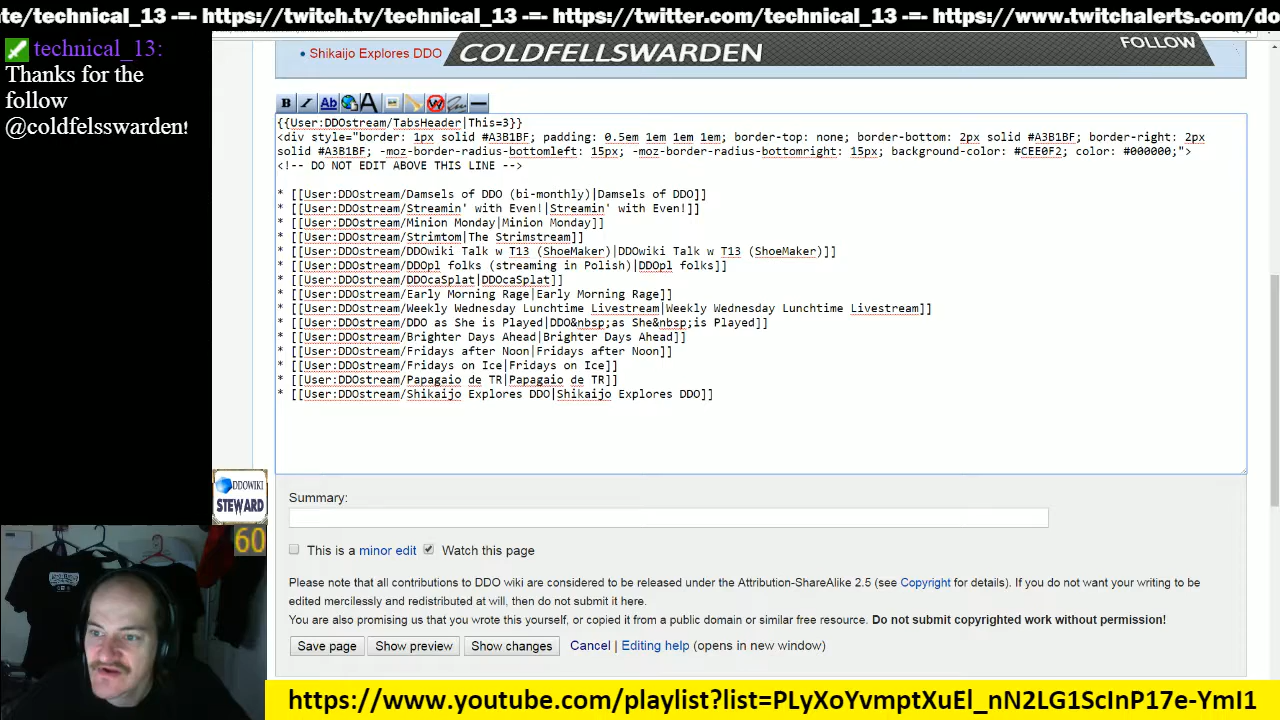 te/technical_13 -=- https://twitch.tv/technical_13 -=- https://twitter.com/technical_13 -=- https://www.twitchalerts.com/do
technical_13:
Thanks for the
follow
@coldfelsswarden!
• Shikaijo Explores DDO
COLDFELLSWARDEN
FOLLOW
B I Ab A W
{{User:DDOstream/TabsHeader|This=3}}
<div style="border: 1px solid #A3B1BF; padding: 0.5em 1em 1em 1em; border-top: none; border-bottom: 2px solid #A3B1BF; border-right: 2px
solid #A3B1BF; -moz-border-radius-bottomleft: 15px; -moz-border-radius-bottomright: 15px; background-color: #CEE0F2; color: #000000;">
<!-- DO NOT EDIT ABOVE THIS LINE -->
* [[User:DDOstream/Damsels of DDO (bi-monthly)|Damsels of DDO]]
* [[User:DDOstream/Streamin' with Even!|Streamin' with Even!]]
* [[User:DDOstream/Minion Monday|Minion Monday]]
* [[User:DDOstream/Strimtom|The Strimstream]]
* [[User:DDOstream/DDOwiki Talk w T13 (ShoeMaker)|DDOwiki Talk w T13 (ShoeMaker)]]
* [[User:DDOstream/DDOpl folks (streaming in Polish)|DDOpl folks]]
* [[User:DDOstream/DDOcaSplat|DDOcaSplat]]
* [[User:DDOstream/Early Morning Rage|Early Morning Rage]]
* [[User:DDOstream/Weekly Wednesday Lunchtime Livestream|Weekly Wednesday Lunchtime Livestream]]
* [[User:DDOstream/DDO as She is Played|DDO&nbsp;as She&nbsp;is Played]]
* [[User:DDOstream/Brighter Days Ahead|Brighter Days Ahead]]
* [[User:DDOstream/Fridays after Noon|Fridays after Noon]]
* [[User:DDOstream/Fridays on Ice|Fridays on Ice]]
* [[User:DDOstream/Papagaio de TR|Papagaio de TR]]
* [[User:DDOstream/Shikaijo Explores DDO|Shikaijo Explores DDO]]
DDOWIKI
STEWARD
60
Summary:
This is a minor edit Watch this page
Please note that all contributions to DDO wiki are considered to be released under the Attribution-ShareAlike 2.5 (see Copyright for details). If you do not want your writing to be
edited mercilessly and redistributed at will, then do not submit it here.
You are also promising us that you wrote this yourself, or copied it from a public domain or similar free resource. Do not submit copyrighted work without permission!
Save page Show preview Show changes Cancel | Editing help (opens in new window)
https://www.youtube.com/playlist?list=PLyXoYvmptXuEl_nN2LG1ScInP17e-YmI1